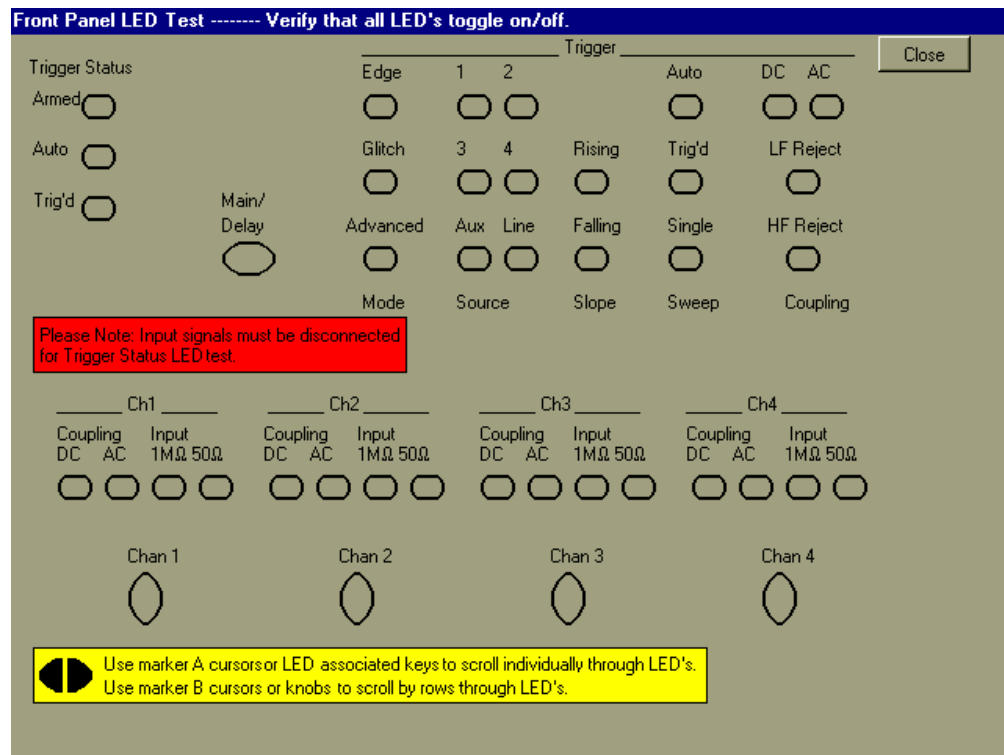 Front Panel LED Test -------- Verify that all LED's toggle on/off.
Trigger
Close
Trigger Status
Edge 1 2 Auto DC AC
Armed
Auto
Glitch 3 4 Rising Trig'd LF Reject
Trig'd
Main/
Delay
Advanced Aux Line Falling Single HF Reject
Mode Source Slope Sweep Coupling
Please Note: Input signals must be disconnected
for Trigger Status LED test.
Ch1 Ch2 Ch3 Ch4
Coupling Input Coupling Input Coupling Input Coupling Input
DC AC 1MΩ 50Ω DC AC 1MΩ 50Ω DC AC 1MΩ 50Ω DC AC 1MΩ 50Ω
Chan 1 Chan 2 Chan 3 Chan 4
Use marker A cursorsor LED associated keys to scroll individually through LED's.
Use marker B cursors or knobs to scroll by rows through LED's.